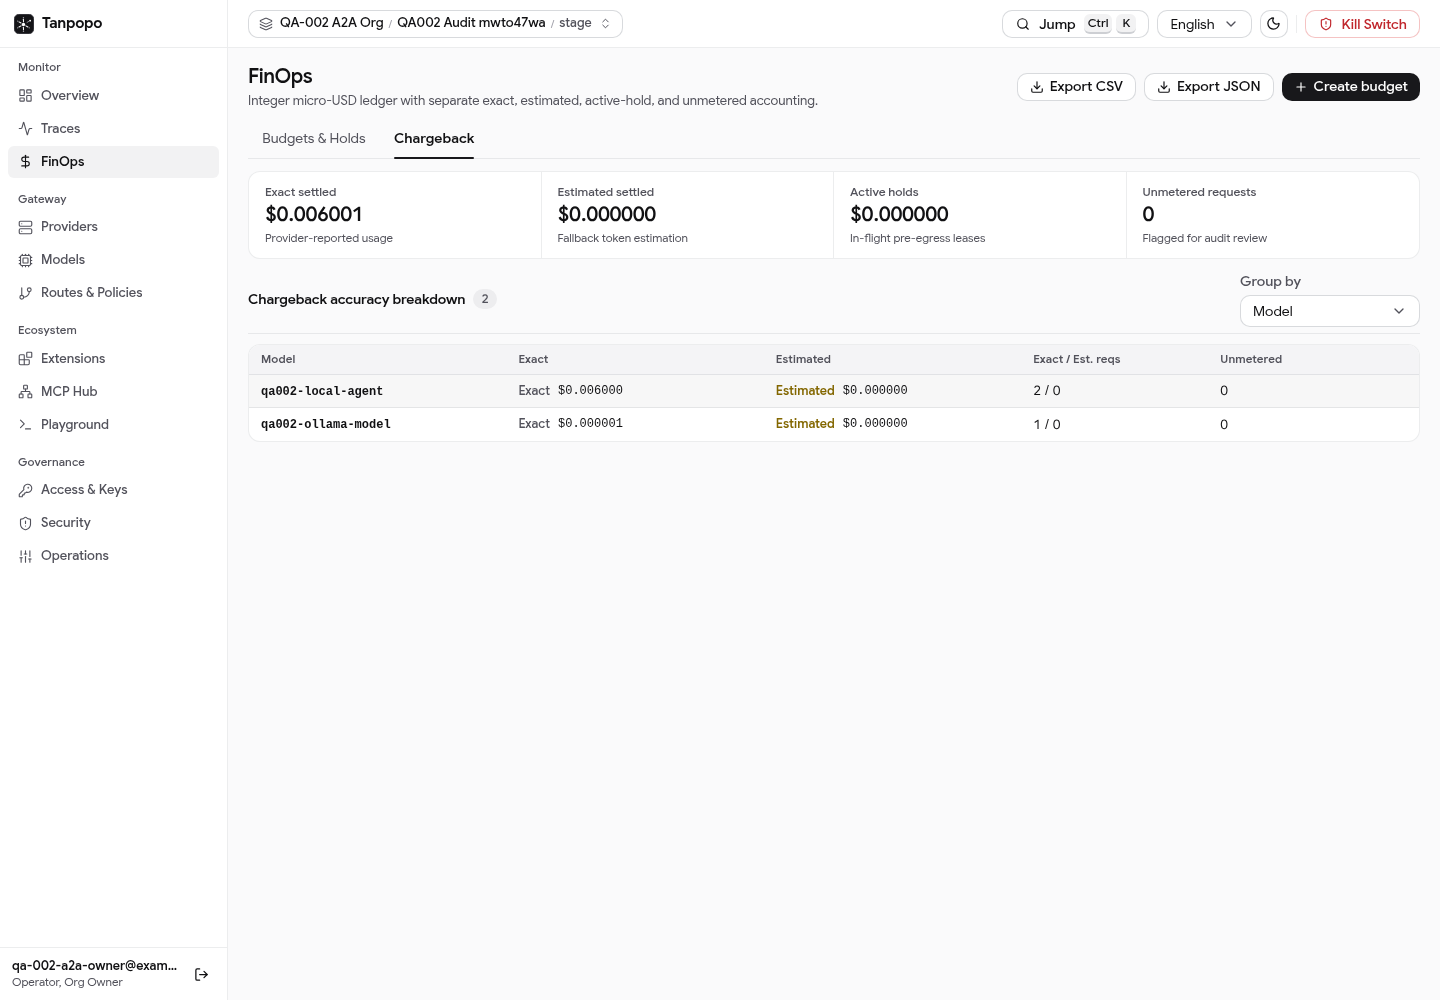 Tanpopo
QA-002 A2A Org / QA002 Audit mwto47wa / stage
Jump Ctrl K
English
Kill Switch
Monitor
Overview
Traces
FinOps
Gateway
Providers
Models
Routes & Policies
Ecosystem
Extensions
MCP Hub
Playground
Governance
Access & Keys
Security
Operations
qa-002-a2a-owner@exam...
Operator, Org Owner
FinOps
Integer micro-USD ledger with separate exact, estimated, active-hold, and unmetered accounting.
Export CSV
Export JSON
Create budget
Budgets & Holds
Chargeback
Exact settled
$0.006001
Provider-reported usage
Estimated settled
$0.000000
Fallback token estimation
Active holds
$0.000000
In-flight pre-egress leases
Unmetered requests
0
Flagged for audit review
Chargeback accuracy breakdown 2
Group by
Model
Model Exact Estimated Exact / Est. reqs Unmetered
qa002-local-agent Exact $0.006000 Estimated $0.000000 2 / 0 0
qa002-ollama-model Exact $0.000001 Estimated $0.000000 1 / 0 0